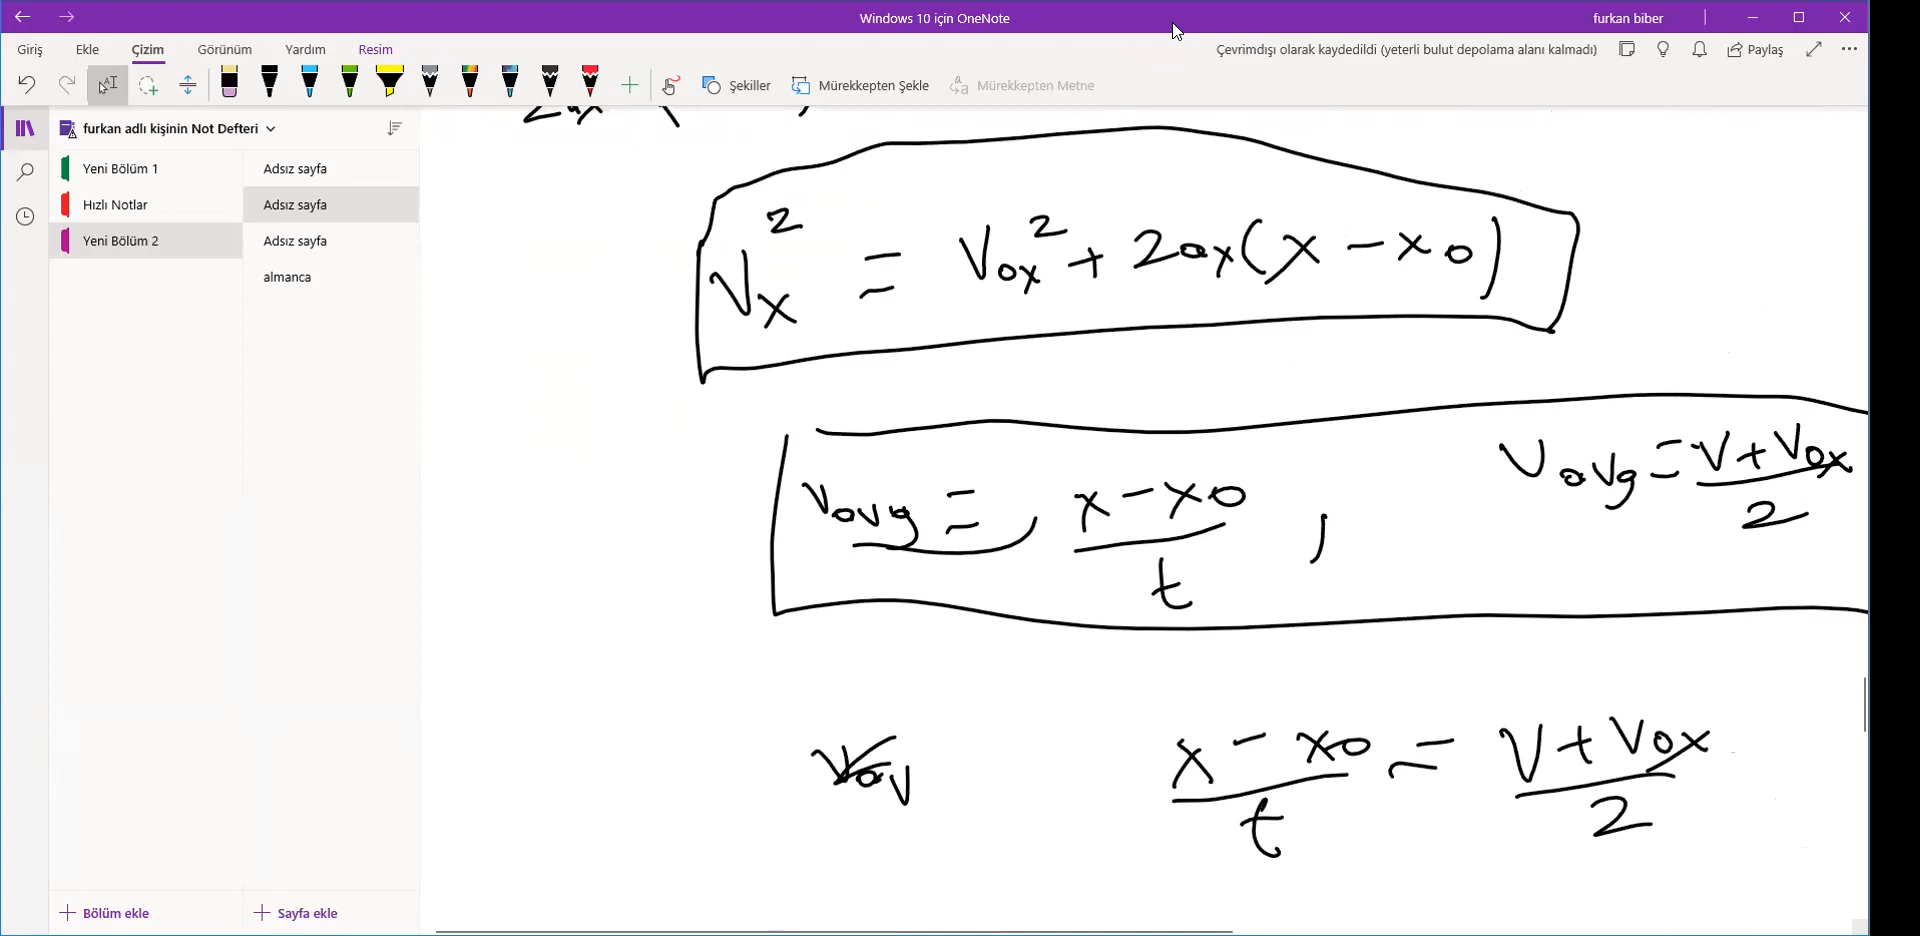 Windows 10 için OneNote
furkan biber
Giriş
Ekle
Çizim
Görünüm
Yardım
Resim
Çevrimdışı olarak kaydedildi (yeterli bulut depolama alanı kalmadı)
Paylaş
Şekiller
Mürekkepten Şekle
Mürekkepten Metne
furkan adlı kişinin Not Defteri
Yeni Bölüm 1
Adsız sayfa
Hızlı Notlar
Adsız sayfa
Yeni Bölüm 2
Adsız sayfa
almanca
Vx² = Vox² + 2ax(x - xo)
Vavg = (x - xo)/t , Vavg = (V + Vox)/2
(x - xo)/t = (V + Vox)/2
Bölüm ekle
Sayfa ekle